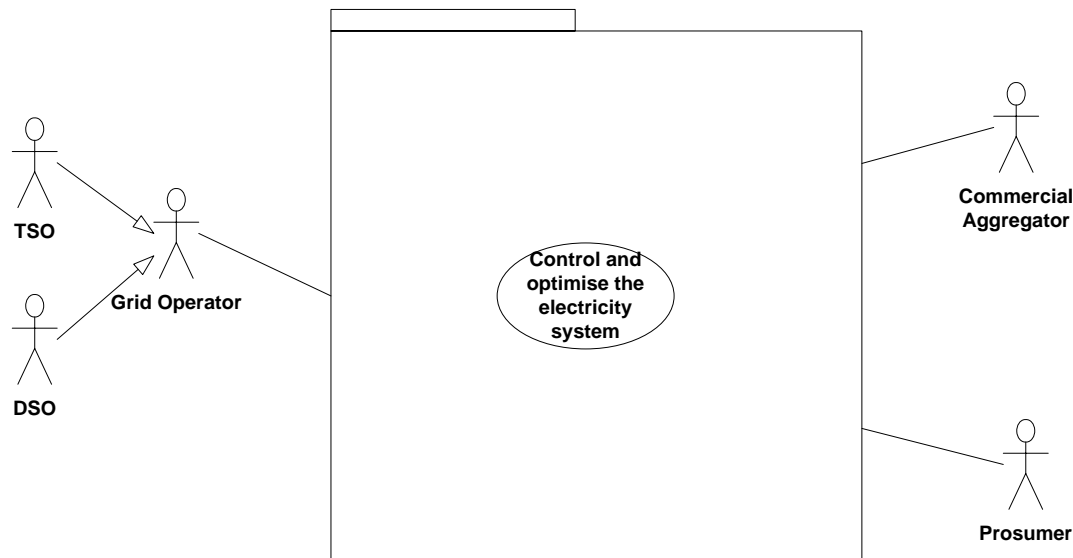 TSO
DSO
Grid Operator
Control and
optimise the
electricity
system
Commercial
Aggregator
Prosumer